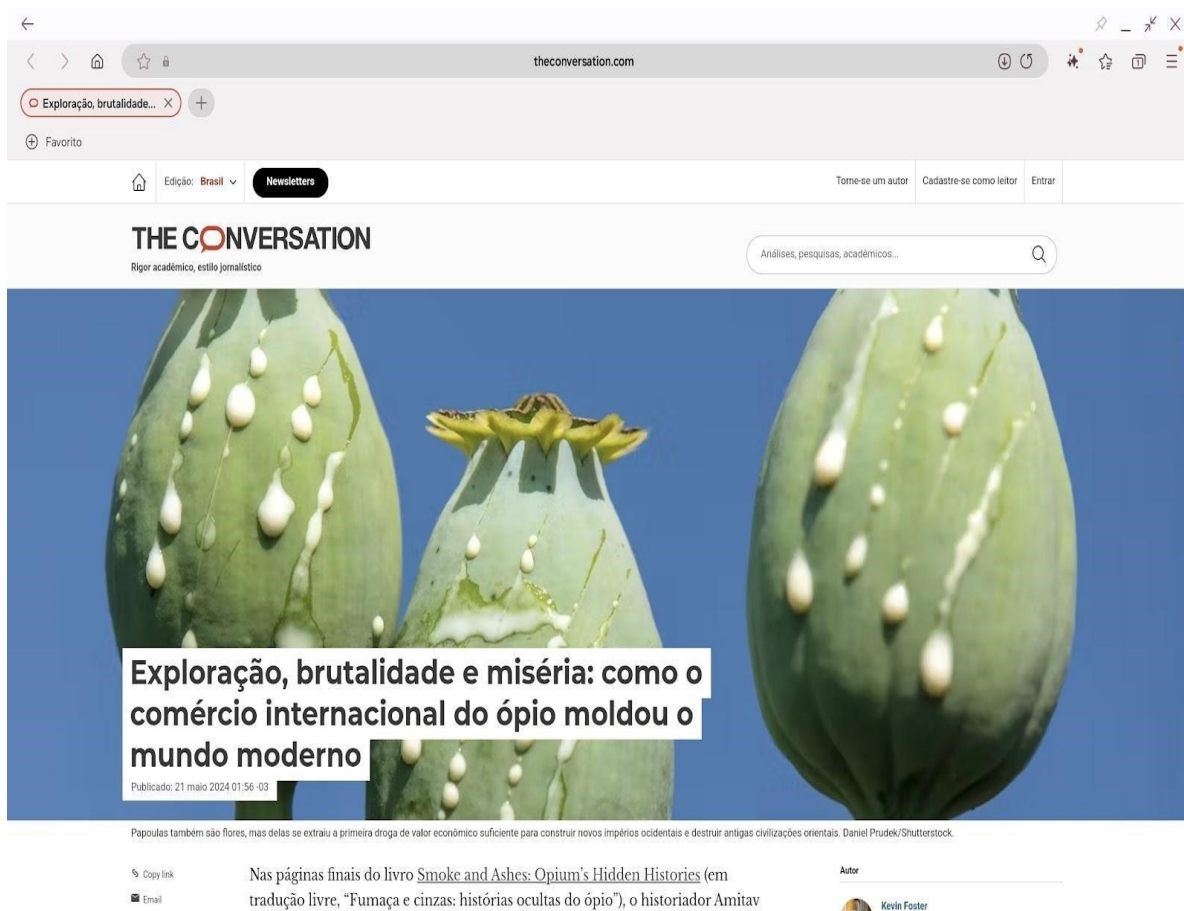 theconversation.com
Exploração, brutalidade...
Favorito
Edição: Brasil
Newsletters
Torne-se um autor
Cadastre-se como leitor
Entrar
THE CONVERSATION
Rigor acadêmico, estilo jornalístico
Análises, pesquisas, acadêmicos...
Exploração, brutalidade e miséria: como o
comércio internacional do ópio moldou o
mundo moderno
Publicado: 21 maio 2024 01:56 -03
Papoulas também são flores, mas delas se extraiu a primeira droga de valor econômico suficiente para construir novos impérios ocidentais e destruir antigas civilizações orientais. Daniel Prudek/Shutterstock.
Copy link
Email
Nas páginas finais do livro Smoke and Ashes: Opium's Hidden Histories (em
tradução livre, “Fumaça e cinzas: histórias ocultas do ópio”), o historiador Amitav
Autor
Kevin Foster